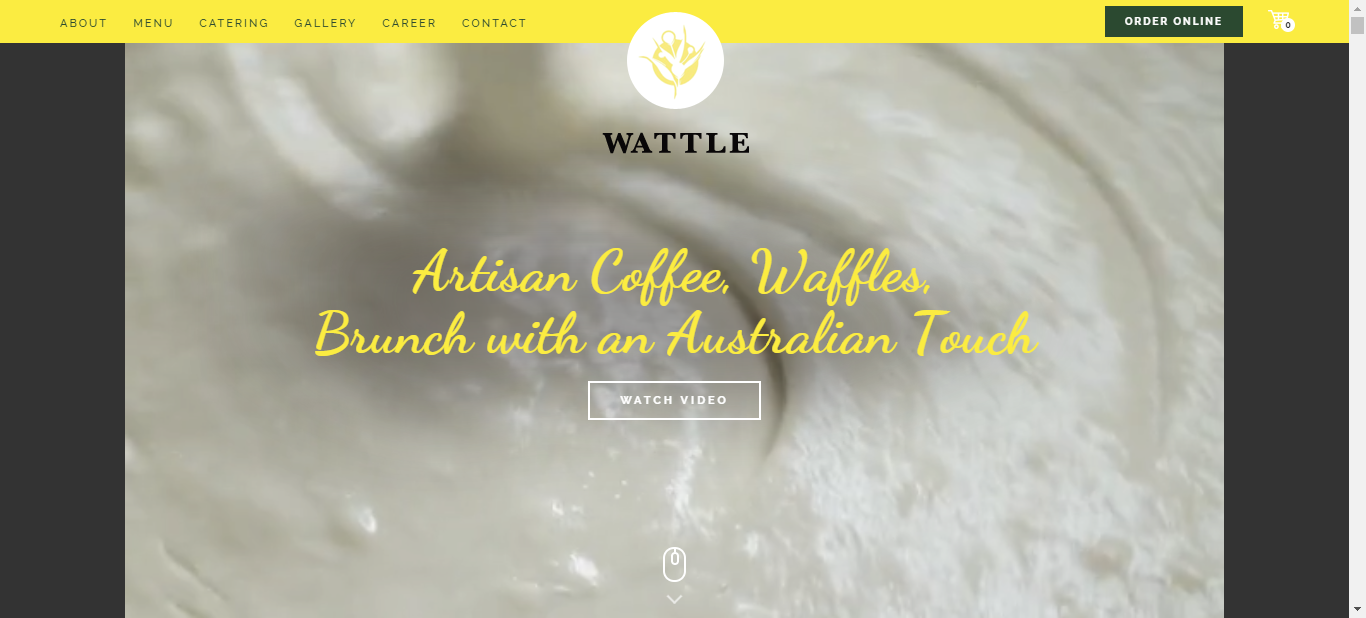 ABOUT
MENU
CATERING
GALLERY
CAREER
CONTACT
ORDER ONLINE
0
WATTLE
Artisan Coffee, Waffles,
Brunch with an Australian Touch
WATCH VIDEO